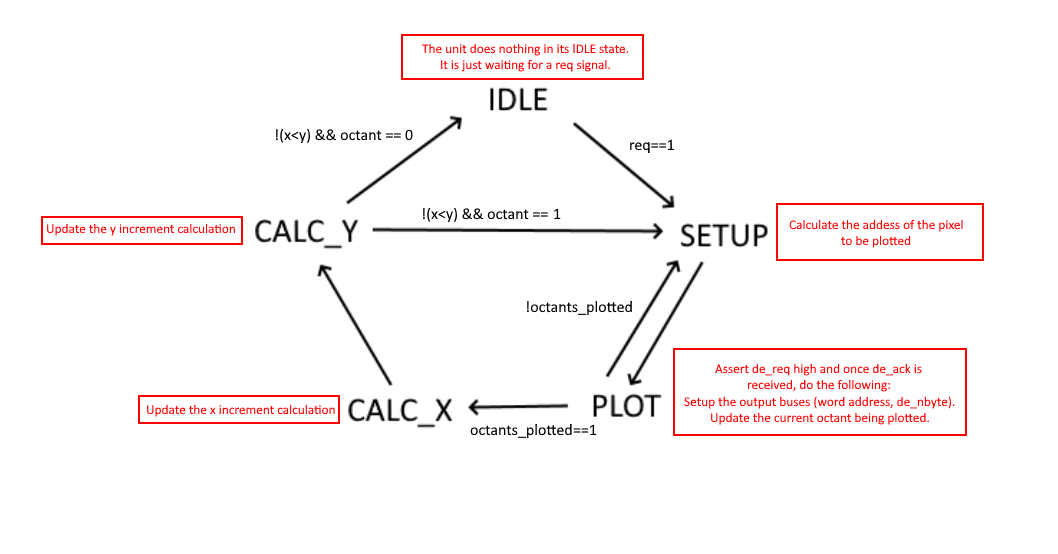 The unit does nothing in its IDLE state.
It is just waiting for a req signal.
IDLE
!(x<y) && octant == 0
req==1
Update the y increment calculation
CALC_Y
!(x<y) && octant == 1
SETUP
Calculate the addess of the pixel
to be plotted
!octants_plotted
Assert de_req high and once de_ack is
received, do the following:
Setup the output buses (word address, de_nbyte).
Update the current octant being plotted.
Update the x increment calculation
CALC_X
octants_plotted==1
PLOT